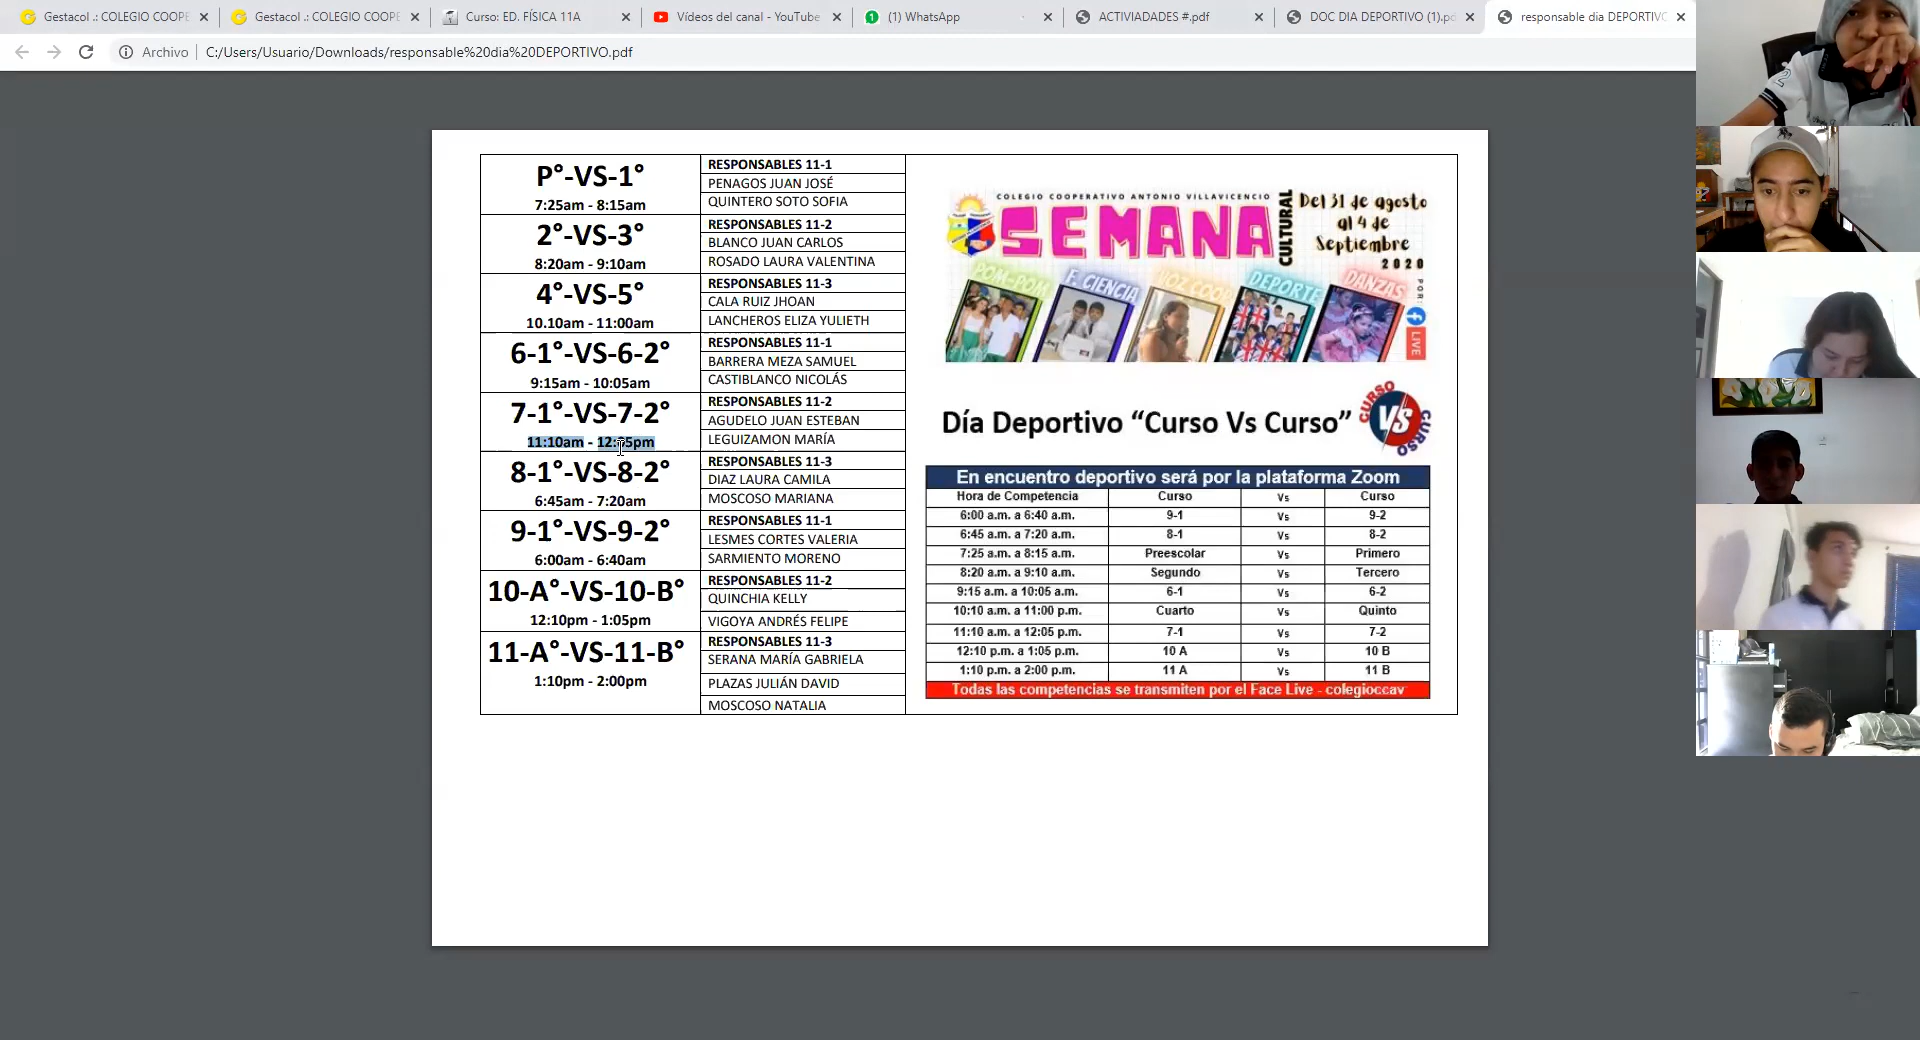 Gestacol .: COLEGIO COOPE
Gestacol .: COLEGIO COOPE
Curso: ED. FÍSICA 11A
Vídeos del canal - YouTube
(1) WhatsApp
ACTIVIADADES #.pdf
DOC DIA DEPORTIVO (1).pd
responsable dia DEPORTIVO
Archivo
C:/Users/Usuario/Downloads/responsable%20dia%20DEPORTIVO.pdf
P°-VS-1°
7:25am - 8:15am
RESPONSABLES 11-1
PENAGOS JUAN JOSÉ
QUINTERO SOTO SOFIA
2°-VS-3°
8:20am - 9:10am
RESPONSABLES 11-2
BLANCO JUAN CARLOS
ROSADO LAURA VALENTINA
4°-VS-5°
10.10am - 11:00am
RESPONSABLES 11-3
CALA RUIZ JHOAN
LANCHEROS ELIZA YULIETH
6-1°-VS-6-2°
9:15am - 10:05am
RESPONSABLES 11-1
BARRERA MEZA SAMUEL
CASTIBLANCO NICOLÁS
7-1°-VS-7-2°
11:10am - 12:05pm
RESPONSABLES 11-2
AGUDELO JUAN ESTEBAN
LEGUIZAMON MARÍA
8-1°-VS-8-2°
6:45am - 7:20am
RESPONSABLES 11-3
DIAZ LAURA CAMILA
MOSCOSO MARIANA
9-1°-VS-9-2°
6:00am - 6:40am
RESPONSABLES 11-1
LESMES CORTES VALERIA
SARMIENTO MORENO
10-A°-VS-10-B°
12:10pm - 1:05pm
RESPONSABLES 11-2
QUINCHIA KELLY
VIGOYA ANDRÉS FELIPE
11-A°-VS-11-B°
1:10pm - 2:00pm
RESPONSABLES 11-3
SERANA MARÍA GABRIELA
PLAZAS JULIÁN DAVID
MOSCOSO NATALIA
COLEGIO COOPERATIVO ANTONIO VILLAVICENCIO
SEMANA
CULTURAL
Del 31 de agosto
al 4 de
Septiembre
2020
POM-POM
F. CIENCIA
VOZ CCAV
DEPORTE
DANZAS
POR:
LIVE
Día Deportivo “Curso Vs Curso”
CURSO
VS
CURSO
En encuentro deportivo será por la plataforma Zoom
Hora de Competencia Curso Vs Curso
6:00 a.m. a 6:40 a.m. 9-1 Vs 9-2
6:45 a.m. a 7:20 a.m. 8-1 Vs 8-2
7:25 a.m. a 8:15 a.m. Preescolar Vs Primero
8:20 a.m. a 9:10 a.m. Segundo Vs Tercero
9:15 a.m. a 10:05 a.m. 6-1 Vs 6-2
10:10 a.m. a 11:00 p.m. Cuarto Vs Quinto
11:10 a.m. a 12:05 p.m. 7-1 Vs 7-2
12:10 p.m. a 1:05 p.m. 10 A Vs 10 B
1:10 p.m. a 2:00 p.m. 11 A Vs 11 B
Todas las competencias se transmiten por el Face Live - colegioccav